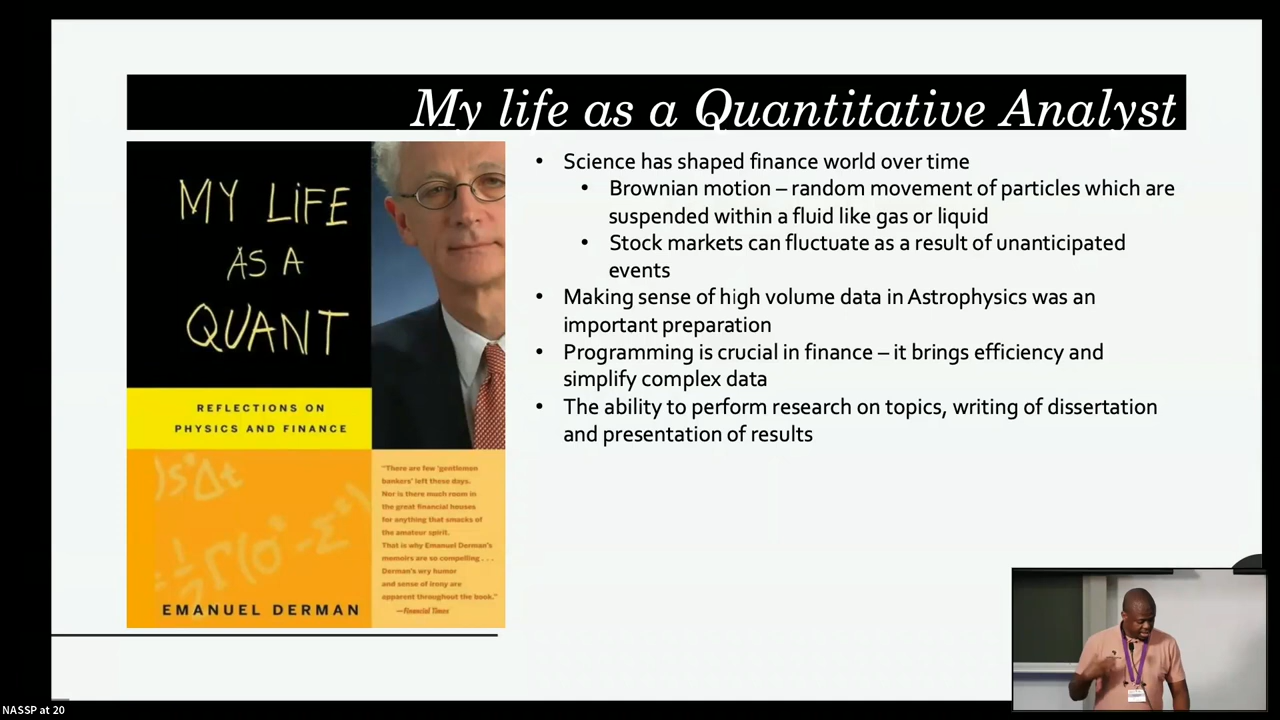 My life as a Quantitative Analyst
MY LIFE
AS A
QUANT
REFLECTIONS ON
PHYSICS AND FINANCE
"There are few 'gentlemen
bankers' left these days.
Nor is there much room in
the great financial houses
for anything that smacks of
the amateur spirit.
That is why Emanuel Derman's
memoirs are so compelling . . .
Derman's wry humor
and sense of irony are
apparent throughout the book."
—Financial Times
EMANUEL DERMAN
• Science has shaped finance world over time
• Brownian motion – random movement of particles which are
suspended within a fluid like gas or liquid
• Stock markets can fluctuate as a result of unanticipated
events
• Making sense of high volume data in Astrophysics was an
important preparation
• Programming is crucial in finance – it brings efficiency and
simplify complex data
• The ability to perform research on topics, writing of dissertation
and presentation of results
NASSP at 20